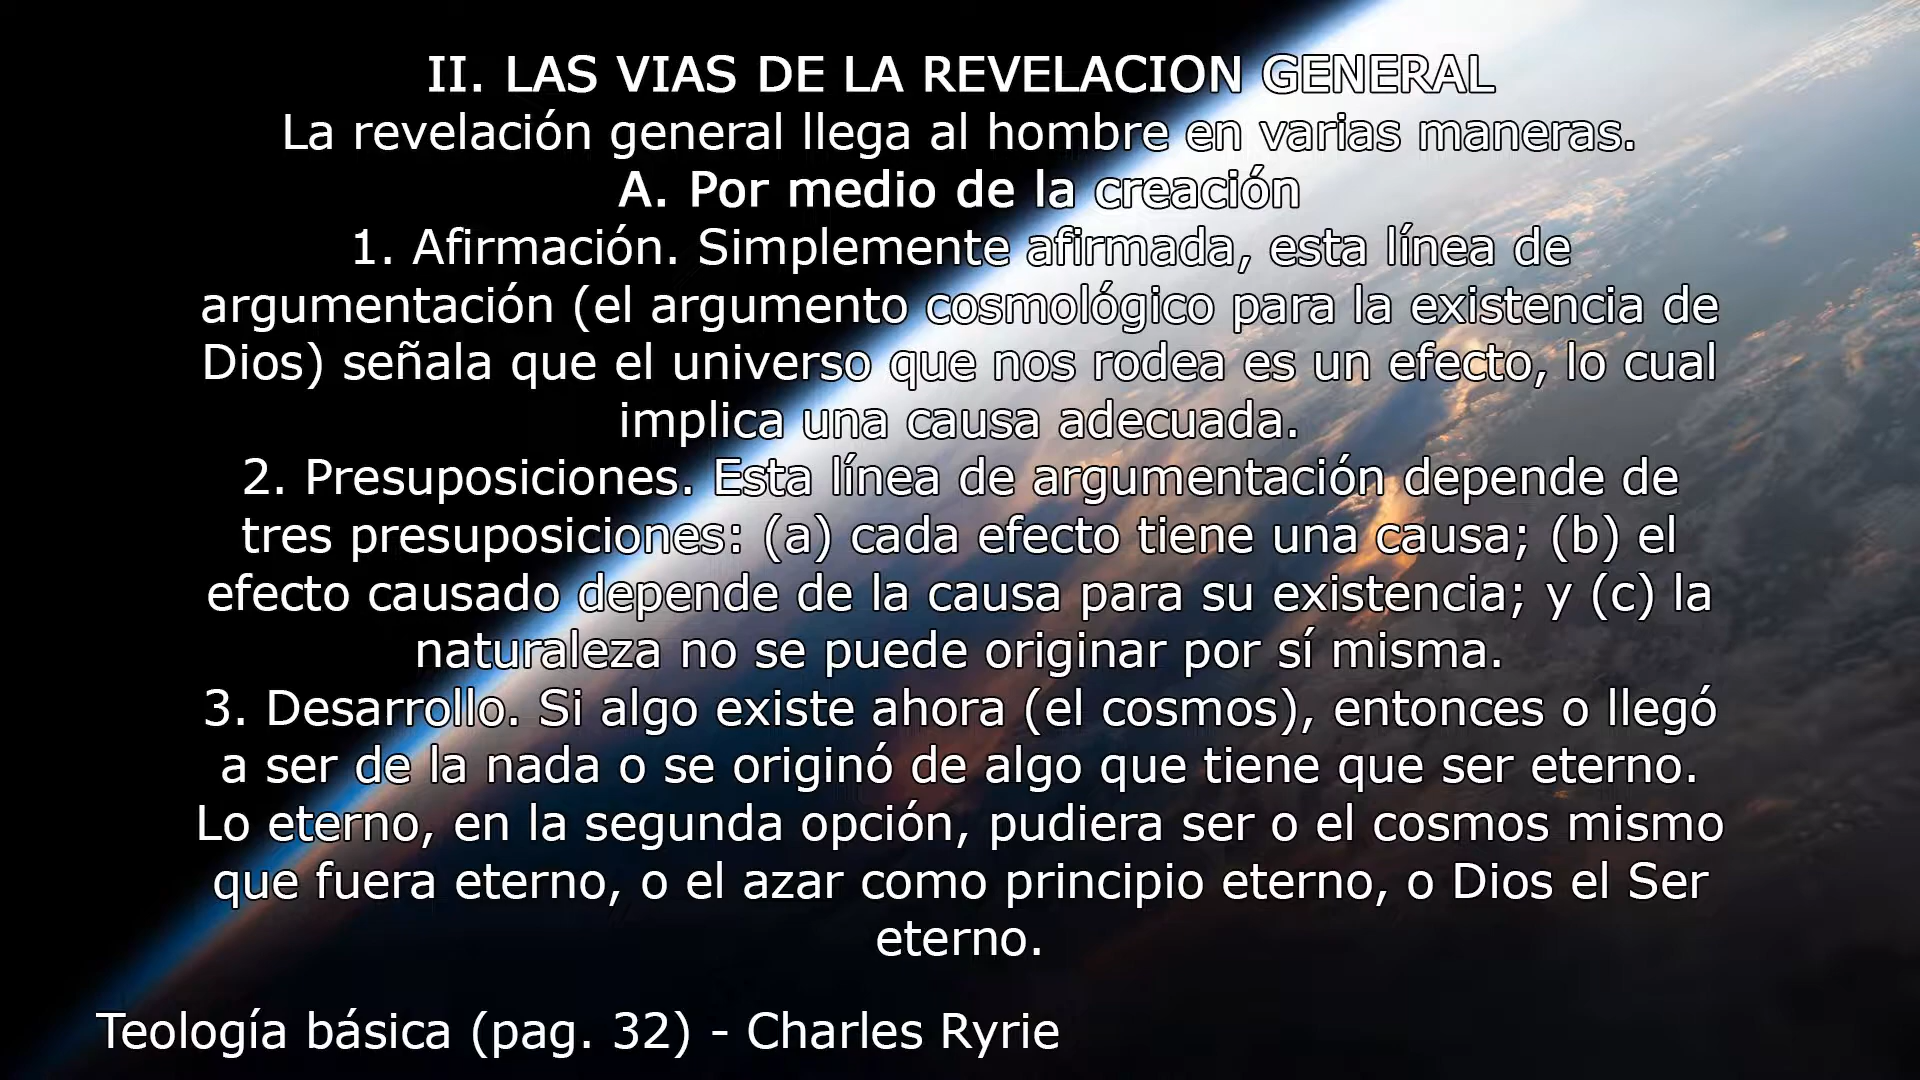 II. LAS VIAS DE LA REVELACION GENERAL
La revelación general llega al hombre en varias maneras.
A. Por medio de la creación
1. Afirmación. Simplemente afirmada, esta línea de
argumentación (el argumento cosmológico para la existencia de
Dios) señala que el universo que nos rodea es un efecto, lo cual
implica una causa adecuada.
2. Presuposiciones. Esta línea de argumentación depende de
tres presuposiciones: (a) cada efecto tiene una causa; (b) el
efecto causado depende de la causa para su existencia; y (c) la
naturaleza no se puede originar por sí misma.
3. Desarrollo. Si algo existe ahora (el cosmos), entonces o llegó
a ser de la nada o se originó de algo que tiene que ser eterno.
Lo eterno, en la segunda opción, pudiera ser o el cosmos mismo
que fuera eterno, o el azar como principio eterno, o Dios el Ser
eterno.
Teología básica (pag. 32) - Charles Ryrie